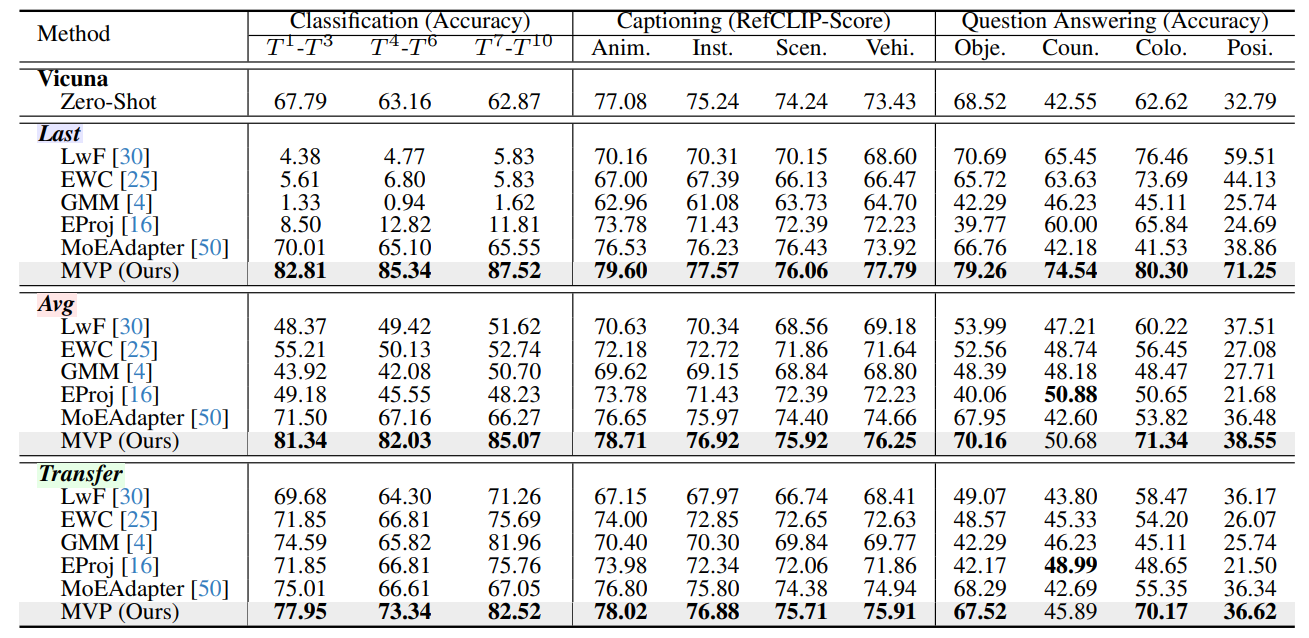 Method Classification (Accuracy) Captioning (RefCLIP-Score) Question Answering (Accuracy)
T¹-T³ T⁴-T⁶ T⁷-T¹⁰ Anim. Inst. Scen. Vehi. Obje. Coun. Colo. Posi.
Vicuna
Zero-Shot 67.79 63.16 62.87 77.08 75.24 74.24 73.43 68.52 42.55 62.62 32.79
Last
LwF [30] 4.38 4.77 5.83 70.16 70.31 70.15 68.60 70.69 65.45 76.46 59.51
EWC [25] 5.61 6.80 5.83 67.00 67.39 66.13 66.47 65.72 63.63 73.69 44.13
GMM [4] 1.33 0.94 1.62 62.96 61.08 63.73 64.70 42.29 46.23 45.11 25.74
EProj [16] 8.50 12.82 11.81 73.78 71.43 72.39 72.23 39.77 60.00 65.84 24.69
MoEAdapter [50] 70.01 65.10 65.55 76.53 76.23 76.43 73.92 66.76 42.18 41.53 38.86
MVP (Ours) 82.81 85.34 87.52 79.60 77.57 76.06 77.79 79.26 74.54 80.30 71.25
Avg
LwF [30] 48.37 49.42 51.62 70.63 70.34 68.56 69.18 53.99 47.21 60.22 37.51
EWC [25] 55.21 50.13 52.74 72.18 72.72 71.86 71.64 52.56 48.74 56.45 27.08
GMM [4] 43.92 42.08 50.70 69.62 69.15 68.84 68.80 48.39 48.18 48.47 27.71
EProj [16] 49.18 45.55 48.23 73.78 71.43 72.39 72.23 40.06 50.88 50.65 21.68
MoEAdapter [50] 71.50 67.16 66.27 76.65 75.97 74.40 74.66 67.95 42.60 53.82 36.48
MVP (Ours) 81.34 82.03 85.07 78.71 76.92 75.92 76.25 70.16 50.68 71.34 38.55
Transfer
LwF [30] 69.68 64.30 71.26 67.15 67.97 66.74 68.41 49.07 43.80 58.47 36.17
EWC [25] 71.85 66.81 75.69 74.00 72.85 72.65 72.63 48.57 45.33 54.20 26.07
GMM [4] 74.59 65.82 81.96 70.40 70.30 69.84 69.77 42.29 46.23 45.11 25.74
EProj [16] 71.85 66.81 75.76 73.98 72.34 72.06 71.86 42.17 48.99 48.65 21.50
MoEAdapter [50] 75.01 66.61 67.05 76.80 75.80 74.38 74.94 68.29 42.69 55.35 36.34
MVP (Ours) 77.95 73.34 82.52 78.02 76.88 75.71 75.91 67.52 45.89 70.17 36.62